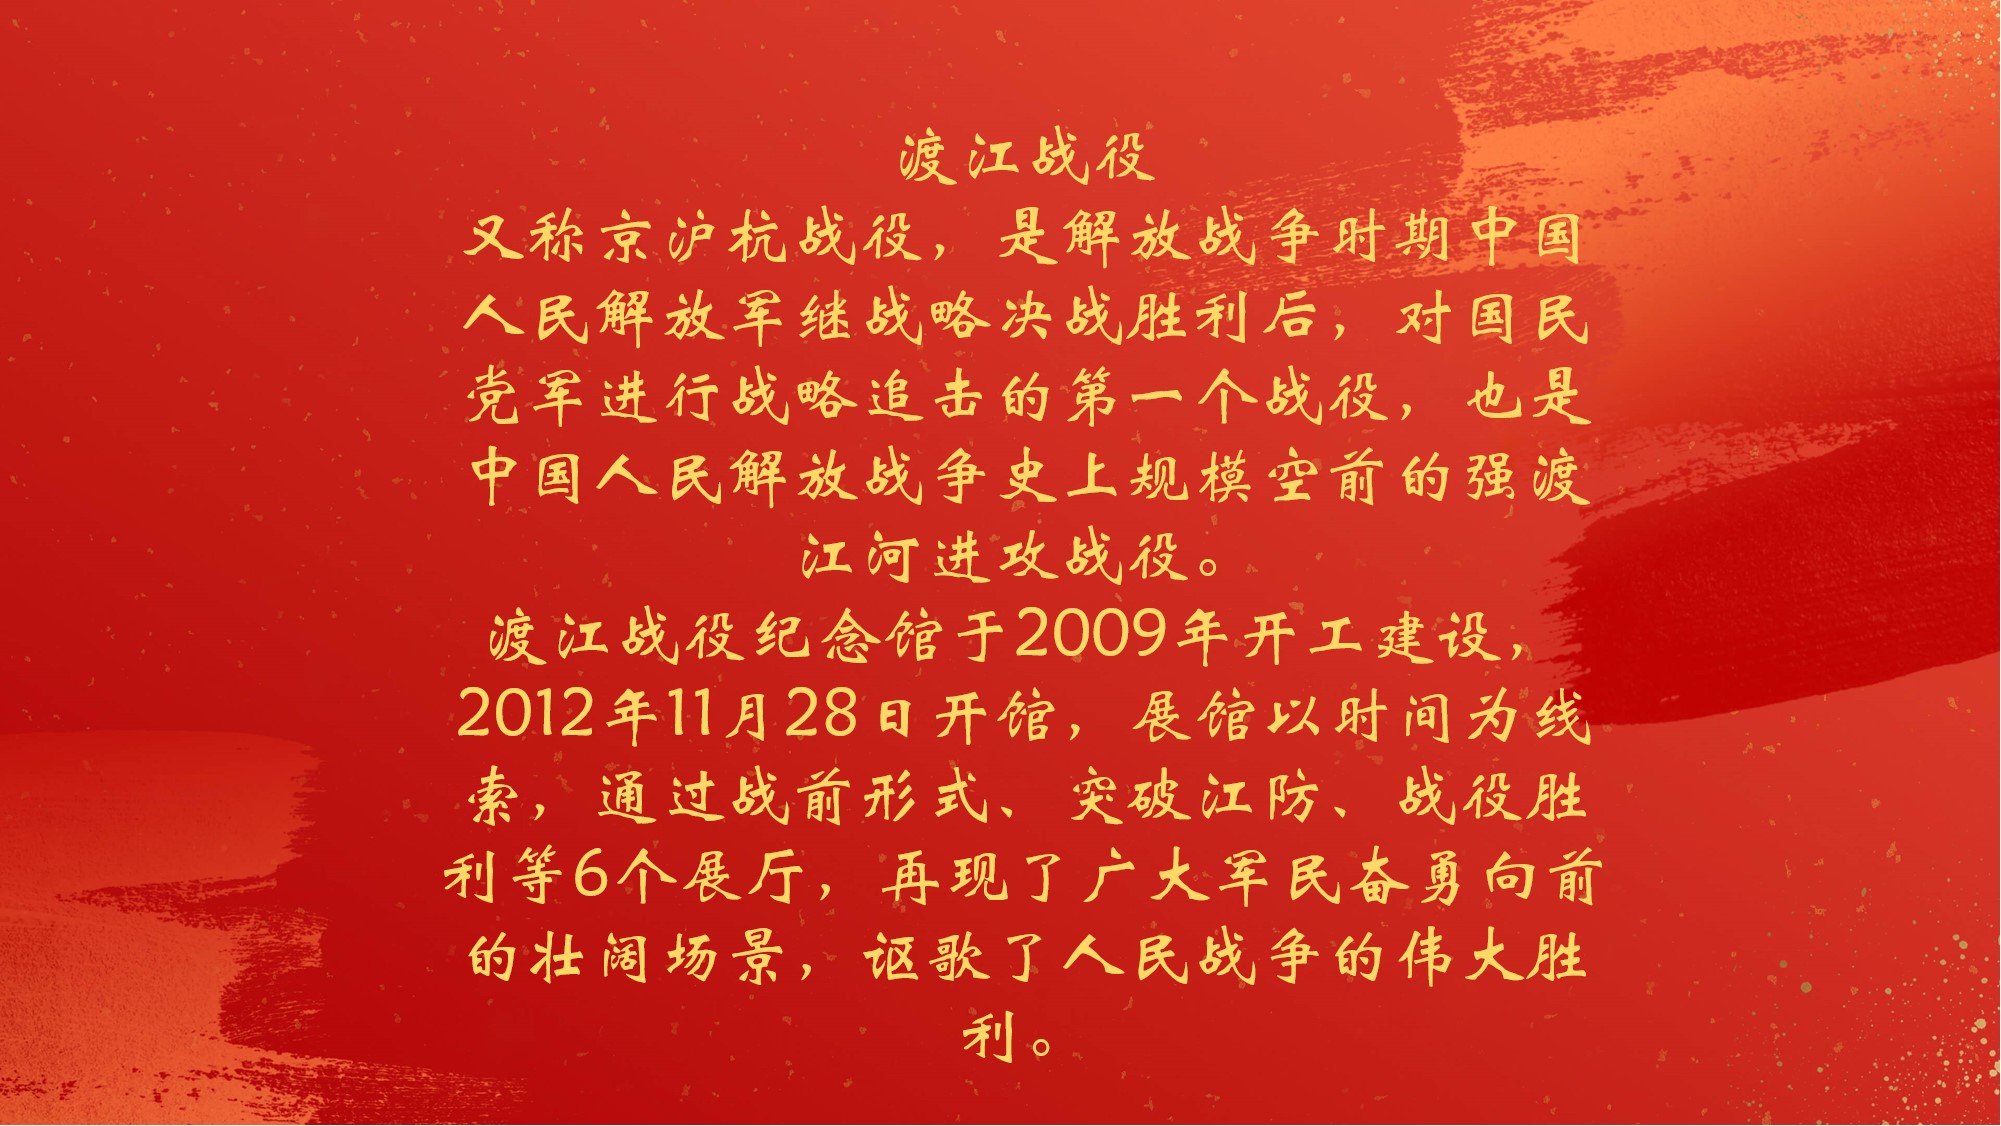 渡江战役
又称京沪杭战役，是解放战争时期中国
人民解放军继战略决战胜利后，对国民
党军进行战略追击的第一个战役，也是
中国人民解放战争史上规模空前的强渡
江河进攻战役。
渡江战役纪念馆于2009年开工建设，
2012年11月28日开馆，展馆以时间为线
索，通过战前形式、突破江防、战役胜
利等6个展厅，再现了广大军民奋勇向前
的壮阔场景，讴歌了人民战争的伟大胜
利。